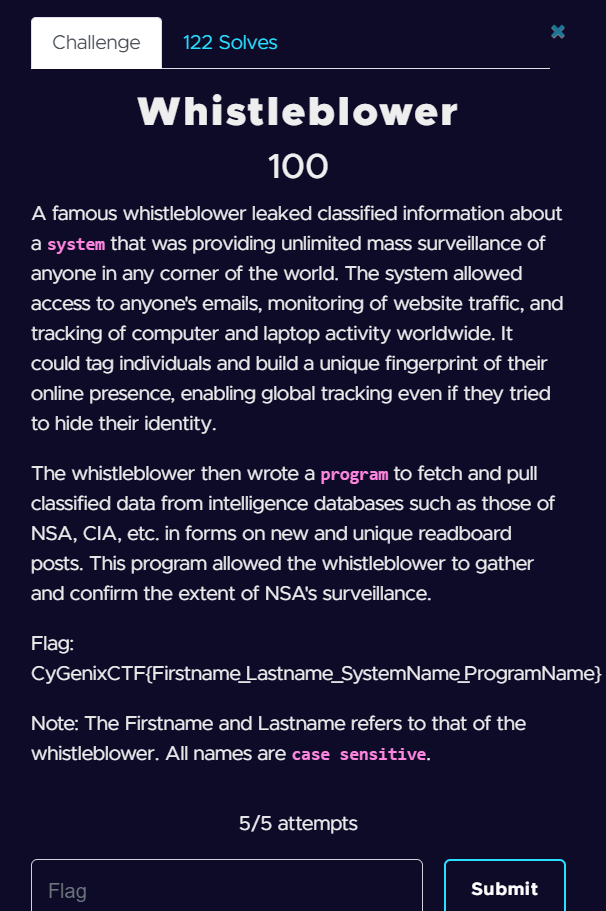 Challenge
122 Solves
✖
Whistleblower
100
A famous whistleblower leaked classified information about
a system that was providing unlimited mass surveillance of
anyone in any corner of the world. The system allowed
access to anyone's emails, monitoring of website traffic, and
tracking of computer and laptop activity worldwide. It
could tag individuals and build a unique fingerprint of their
online presence, enabling global tracking even if they tried
to hide their identity.
The whistleblower then wrote a program to fetch and pull
classified data from intelligence databases such as those of
NSA, CIA, etc. in forms on new and unique readboard
posts. This program allowed the whistleblower to gather
and confirm the extent of NSA's surveillance.
Flag:
CyGenixCTF{Firstname_Lastname_SystemName_ProgramName}
Note: The Firstname and Lastname refers to that of the
whistleblower. All names are case sensitive.
5/5 attempts
Flag
Submit